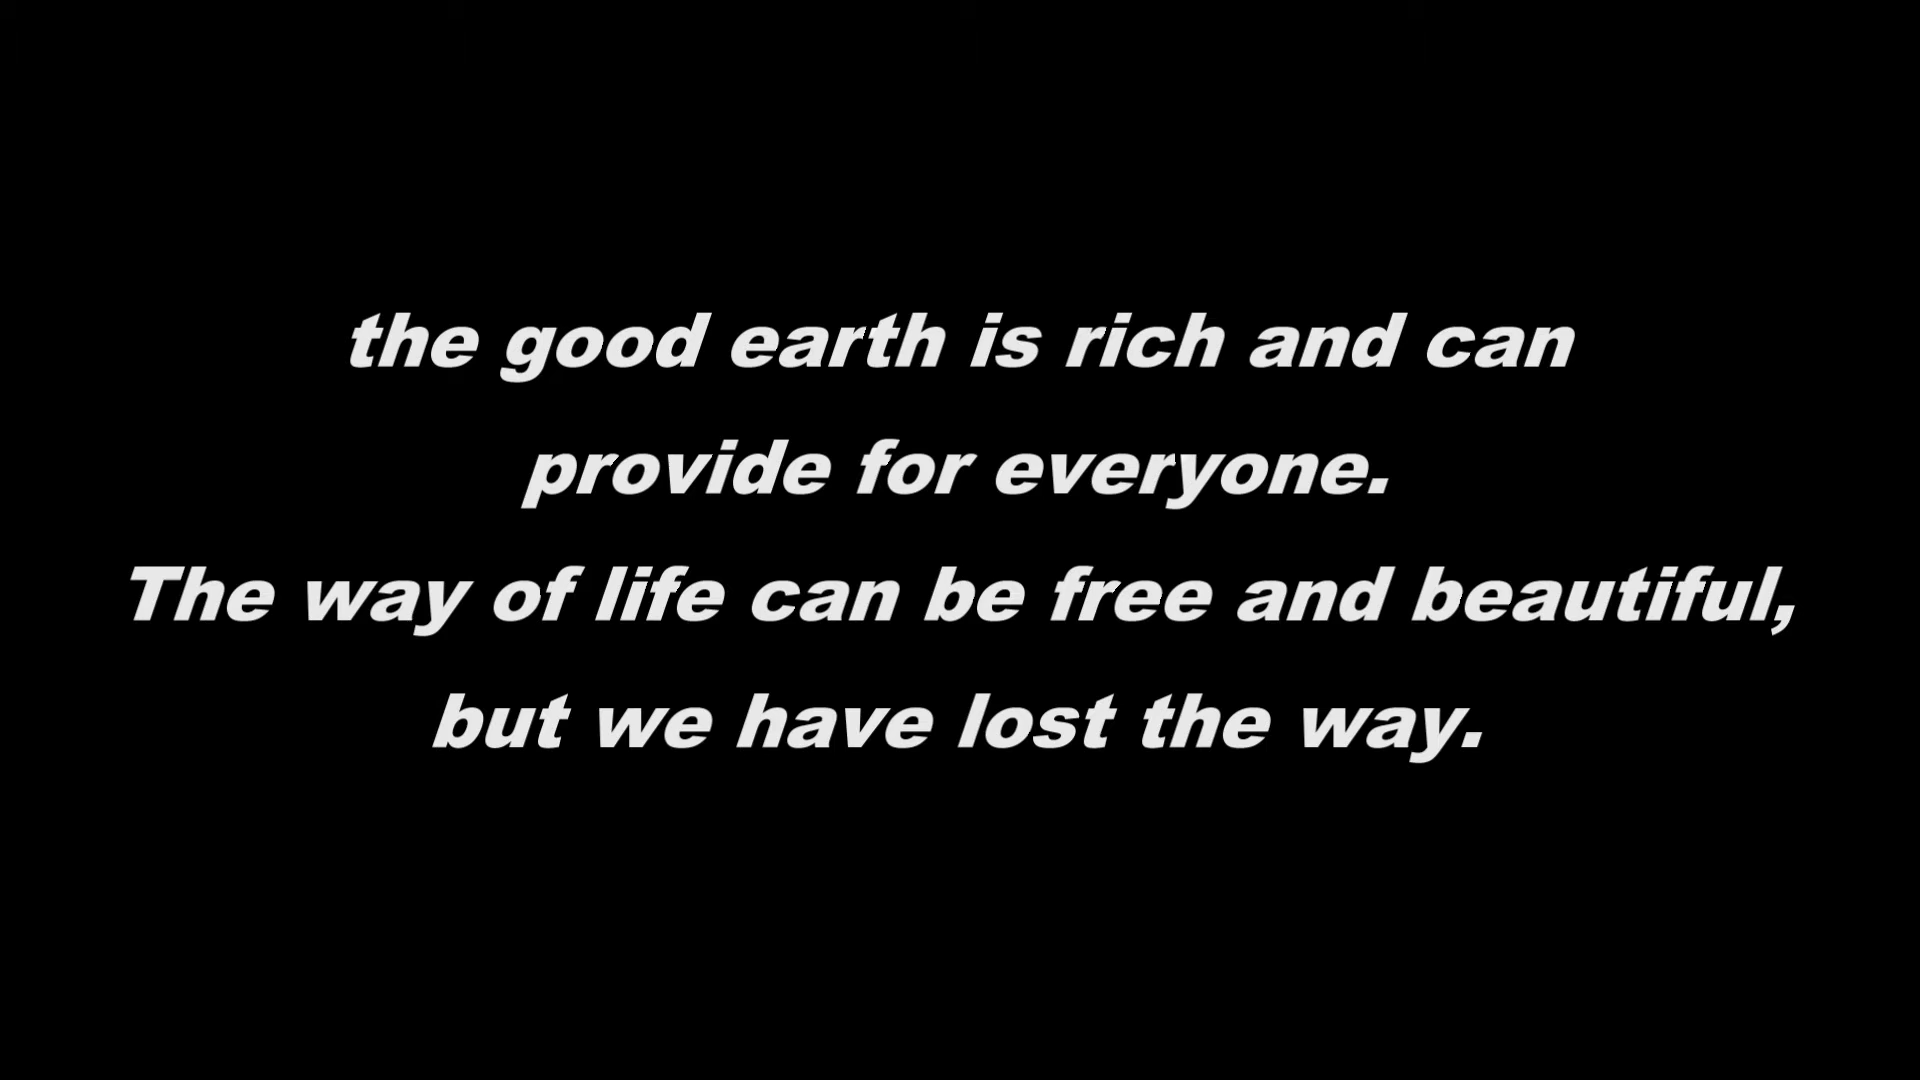 the good earth is rich and can
provide for everyone.
The way of life can be free and beautiful,
but we have lost the way.